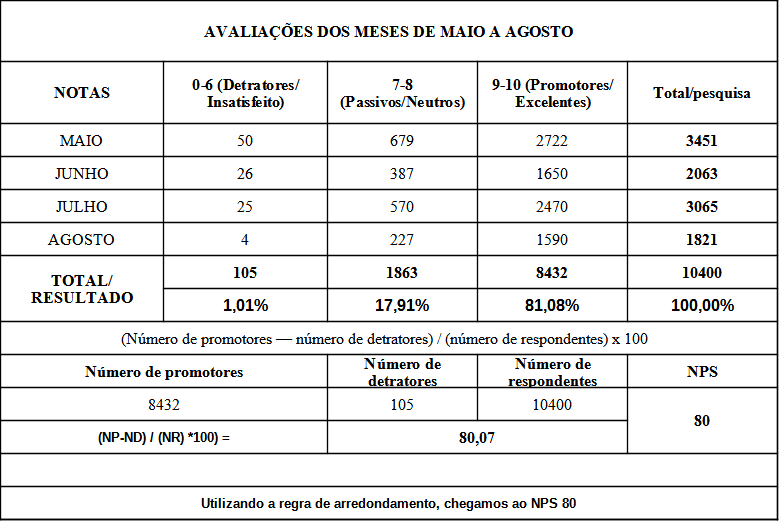 AVALIAÇÕES DOS MESES DE MAIO A AGOSTO
NOTAS
0-6 (Detratores/
Insatisfeito)
7-8
(Passivos/Neutros)
9-10 (Promotores/
Excelentes)
Total/pesquisa
MAIO 50 679 2722 3451
JUNHO 26 387 1650 2063
JULHO 25 570 2470 3065
AGOSTO 4 227 1590 1821
TOTAL/
RESULTADO
105 1863 8432 10400
1,01% 17,91% 81,08% 100,00%
(Número de promotores — número de detratores) / (número de respondentes) x 100
Número de promotores
Número de
detratores
Número de
respondentes
NPS
8432 105 10400
80
(NP-ND) / (NR) *100) = 80,07
Utilizando a regra de arredondamento, chegamos ao NPS 80